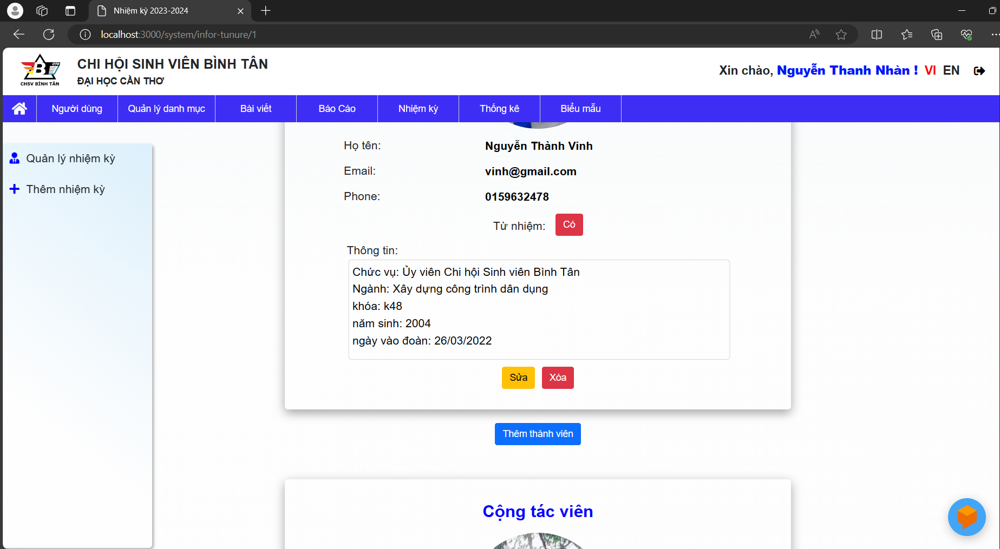 Nhiệm kỳ 2023-2024
localhost:3000/system/infor-tunure/1
CHSV BÌNH TÂN
CHI HỘI SINH VIÊN BÌNH TÂN
ĐẠI HỌC CẦN THƠ
Xin chào, Nguyễn Thanh Nhàn ! VI EN
Người dùng
Quản lý danh mục
Bài viết
Báo Cáo
Nhiệm kỳ
Thống kê
Biểu mẫu
Quản lý nhiệm kỳ
Thêm nhiệm kỳ
Họ tên: Nguyễn Thành Vinh
Email: vinh@gmail.com
Phone: 0159632478
Từ nhiệm: Có
Thông tin:
Chức vụ: Ủy viên Chi hội Sinh viên Bình Tân
Ngành: Xây dựng công trình dân dụng
khóa: k48
năm sinh: 2004
ngày vào đoàn: 26/03/2022
Sửa Xóa
Thêm thành viên
Cộng tác viên